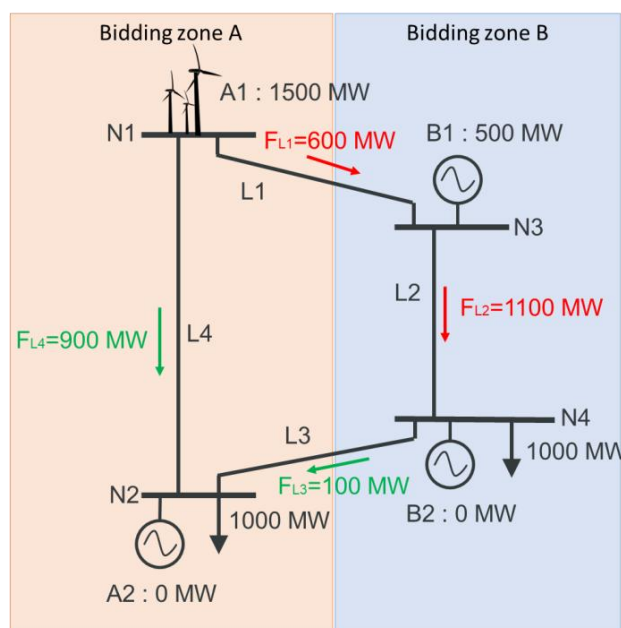 Bidding zone A
Bidding zone B
A1 : 1500 MW
N1
FL1=600 MW
B1 : 500 MW
L1
N3
L2
FL4=900 MW
L4
FL2=1100 MW
N4
L3
1000 MW
FL3=100 MW
N2
1000 MW
B2 : 0 MW
A2 : 0 MW